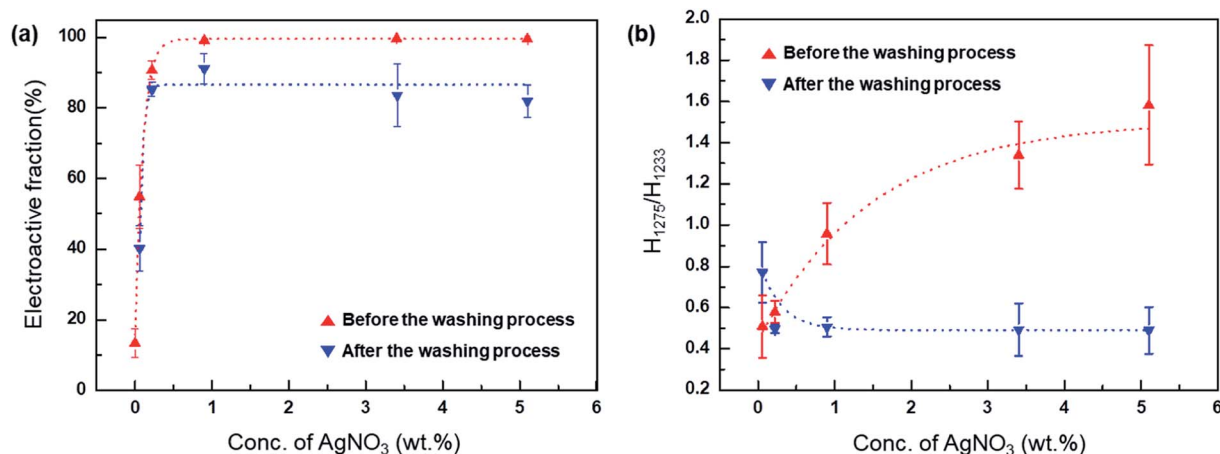 (a)
100
80
60
40
20
0
Electroactive fraction(%)
Before the washing process
After the washing process
0 1 2 3 4 5 6
Conc. of AgNO₃ (wt.%)
(b)
1.8
1.6
1.4
1.2
1.0
0.8
0.6
0.4
0.2
2.0
H₁₂₇₅/H₁₂₃₃
Before the washing process
After the washing process
0 1 2 3 4 5 6
Conc. of AgNO₃ (wt.%)